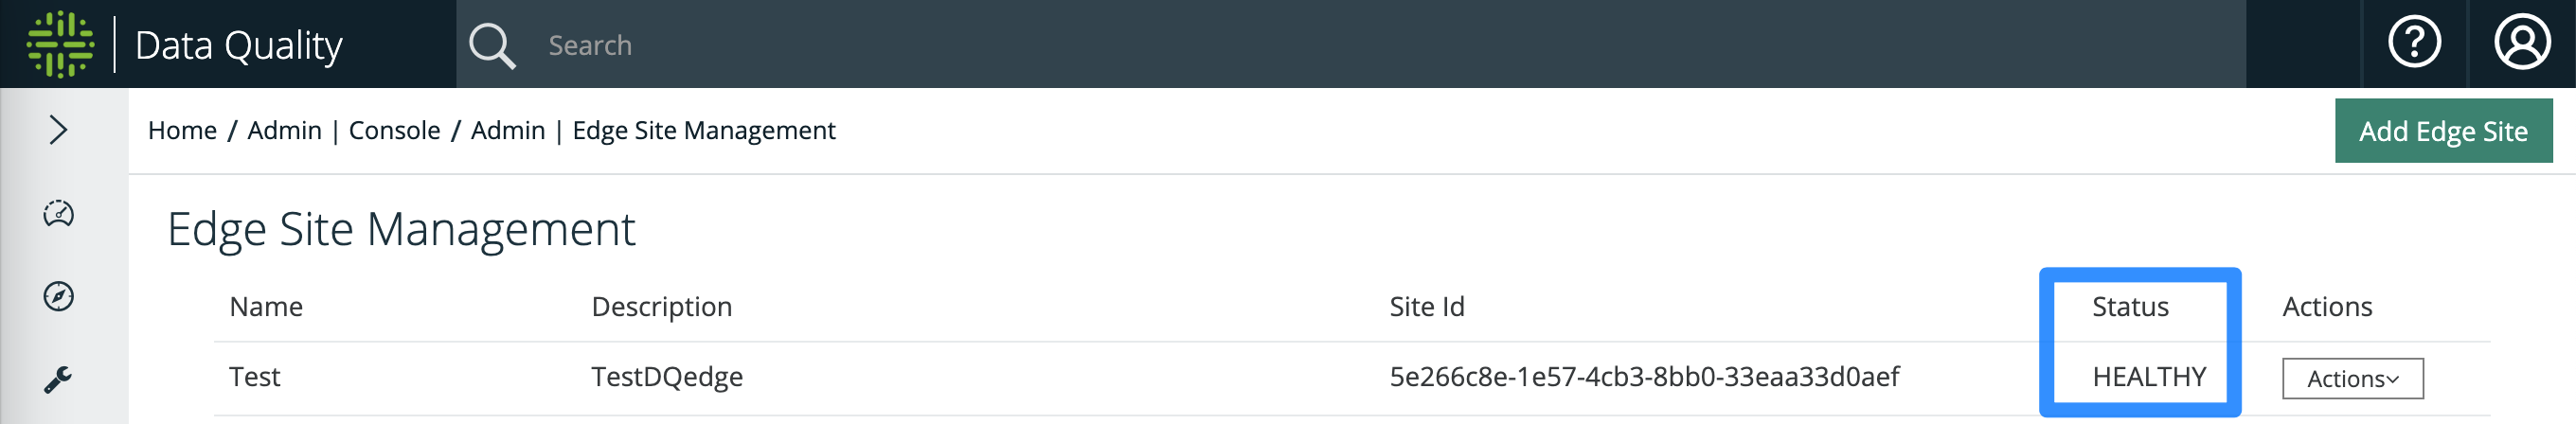 Data Quality
Search
Home / Admin | Console / Admin | Edge Site Management
Add Edge Site
Edge Site Management
Name Description Site Id Status Actions
Test TestDQedge 5e266c8e-1e57-4cb3-8bb0-33eaa33d0aef HEALTHY Actions